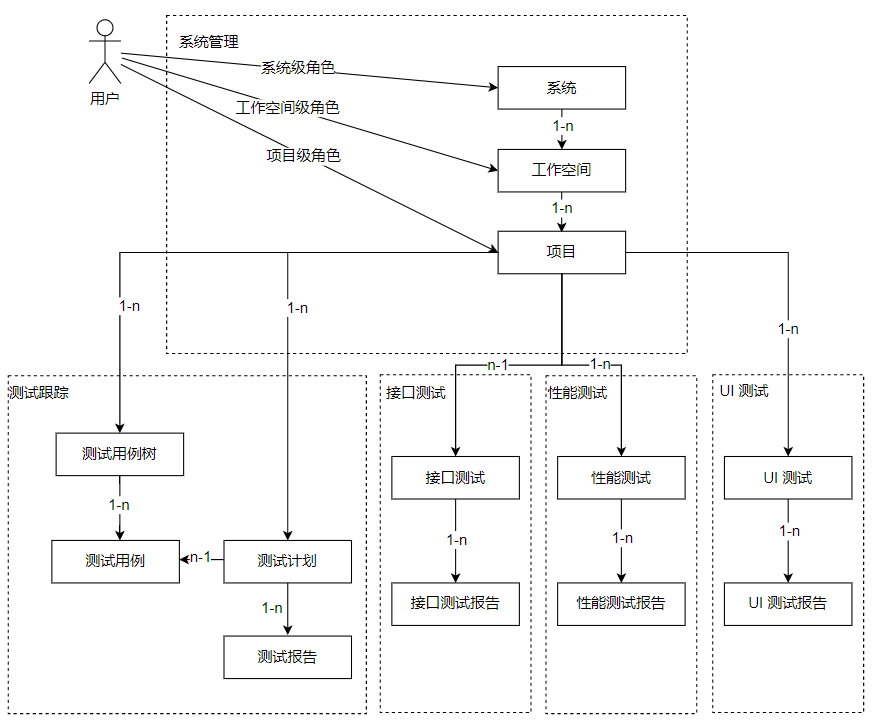 系统管理
用户
系统级角色
系统
工作空间级角色
1-n
项目级角色
工作空间
1-n
项目
1-n
1-n
1-n
n-1
1-n
测试跟踪
接口测试
性能测试
UI 测试
测试用例树
接口测试
性能测试
UI 测试
1-n
1-n
1-n
1-n
测试用例
n-1
测试计划
1-n
接口测试报告
性能测试报告
UI 测试报告
测试报告